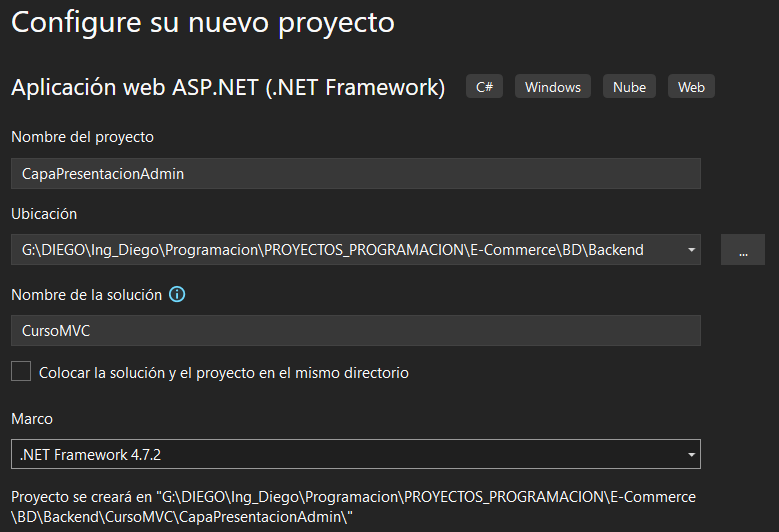 Configure su nuevo proyecto
Aplicación web ASP.NET (.NET Framework) C# Windows Nube Web
Nombre del proyecto
CapaPresentacionAdmin
Ubicación
G:\DIEGO\Ing_Diego\Programacion\PROYECTOS_PROGRAMACION\E-Commerce\BD\Backend
...
Nombre de la solución
CursoMVC
Colocar la solución y el proyecto en el mismo directorio
Marco
.NET Framework 4.7.2
Proyecto se creará en "G:\DIEGO\Ing_Diego\Programacion\PROYECTOS_PROGRAMACION\E-Commerce
\BD\Backend\CursoMVC\CapaPresentacionAdmin\"